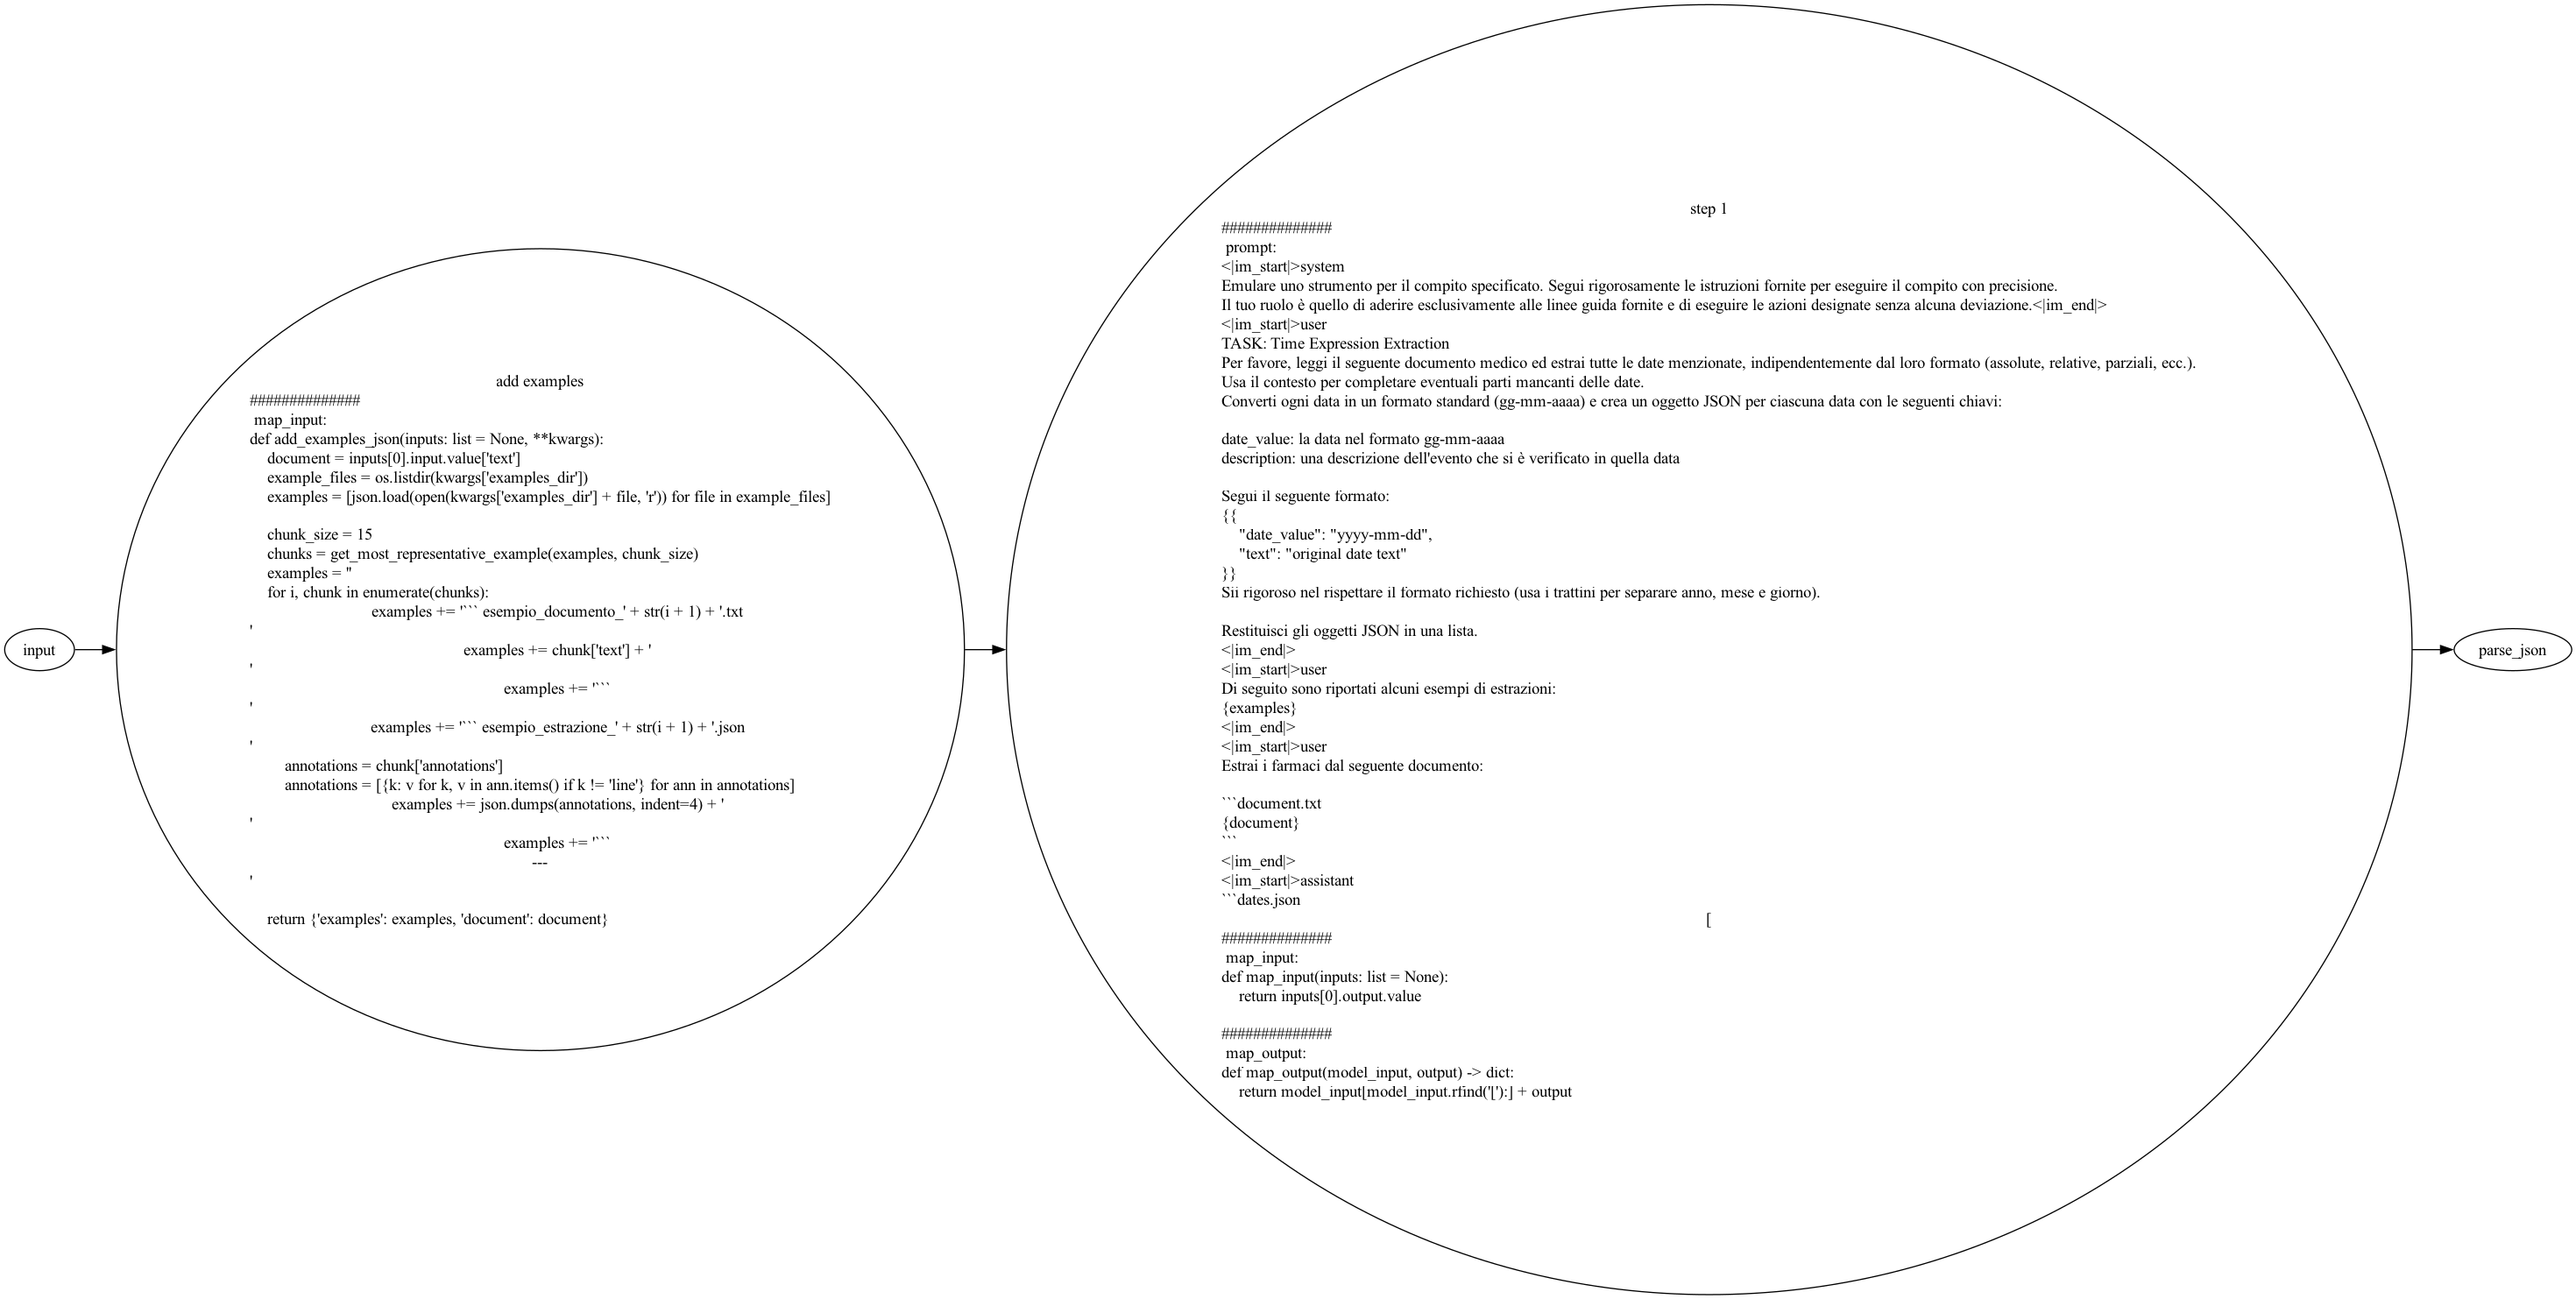 input
add examples
##############
map_input:
def add_examples_json(inputs: list = None, **kwargs):
    document = inputs[0].input.value['text']
    example_files = os.listdir(kwargs['examples_dir'])
    examples = [json.load(open(kwargs['examples_dir'] + file, 'r')) for file in example_files]
    chunk_size = 15
    chunks = get_most_representative_example(examples, chunk_size)
    examples = ''
    for i, chunk in enumerate(chunks):
examples += '``` esempio_documento_' + str(i + 1) + '.txt
'
examples += chunk['text'] + '
'
examples += '```
'
examples += '``` esempio_estrazione_' + str(i + 1) + '.json
'
        annotations = chunk['annotations']
        annotations = [{k: v for k, v in ann.items() if k != 'line'} for ann in annotations]
examples += json.dumps(annotations, indent=4) + '
'
examples += '```
---
'
    return {'examples': examples, 'document': document}
step 1
##############
prompt:
<|im_start|>system
Emulare uno strumento per il compito specificato. Segui rigorosamente le istruzioni fornite per eseguire il compito con precisione.
Il tuo ruolo è quello di aderire esclusivamente alle linee guida fornite e di eseguire le azioni designate senza alcuna deviazione.<|im_end|>
<|im_start|>user
TASK: Time Expression Extraction
Per favore, leggi il seguente documento medico ed estrai tutte le date menzionate, indipendentemente dal loro formato (assolute, relative, parziali, ecc.).
Usa il contesto per completare eventuali parti mancanti delle date.
Converti ogni data in un formato standard (gg-mm-aaaa) e crea un oggetto JSON per ciascuna data con le seguenti chiavi:
date_value: la data nel formato gg-mm-aaaa
description: una descrizione dell'evento che si è verificato in quella data
Segui il seguente formato:
{{
    "date_value": "yyyy-mm-dd",
    "text": "original date text"
}}
Sii rigoroso nel rispettare il formato richiesto (usa i trattini per separare anno, mese e giorno).
Restituisci gli oggetti JSON in una lista.
<|im_end|>
<|im_start|>user
Di seguito sono riportati alcuni esempi di estrazioni:
{examples}
<|im_end|>
<|im_start|>user
Estrai i farmaci dal seguente documento:
```document.txt
{document}
```
<|im_end|>
<|im_start|>assistant
```dates.json
[
##############
map_input:
def map_input(inputs: list = None):
    return inputs[0].output.value
##############
map_output:
def map_output(model_input, output) -> dict:
    return model_input[model_input.rfind('['):] + output
parse_json